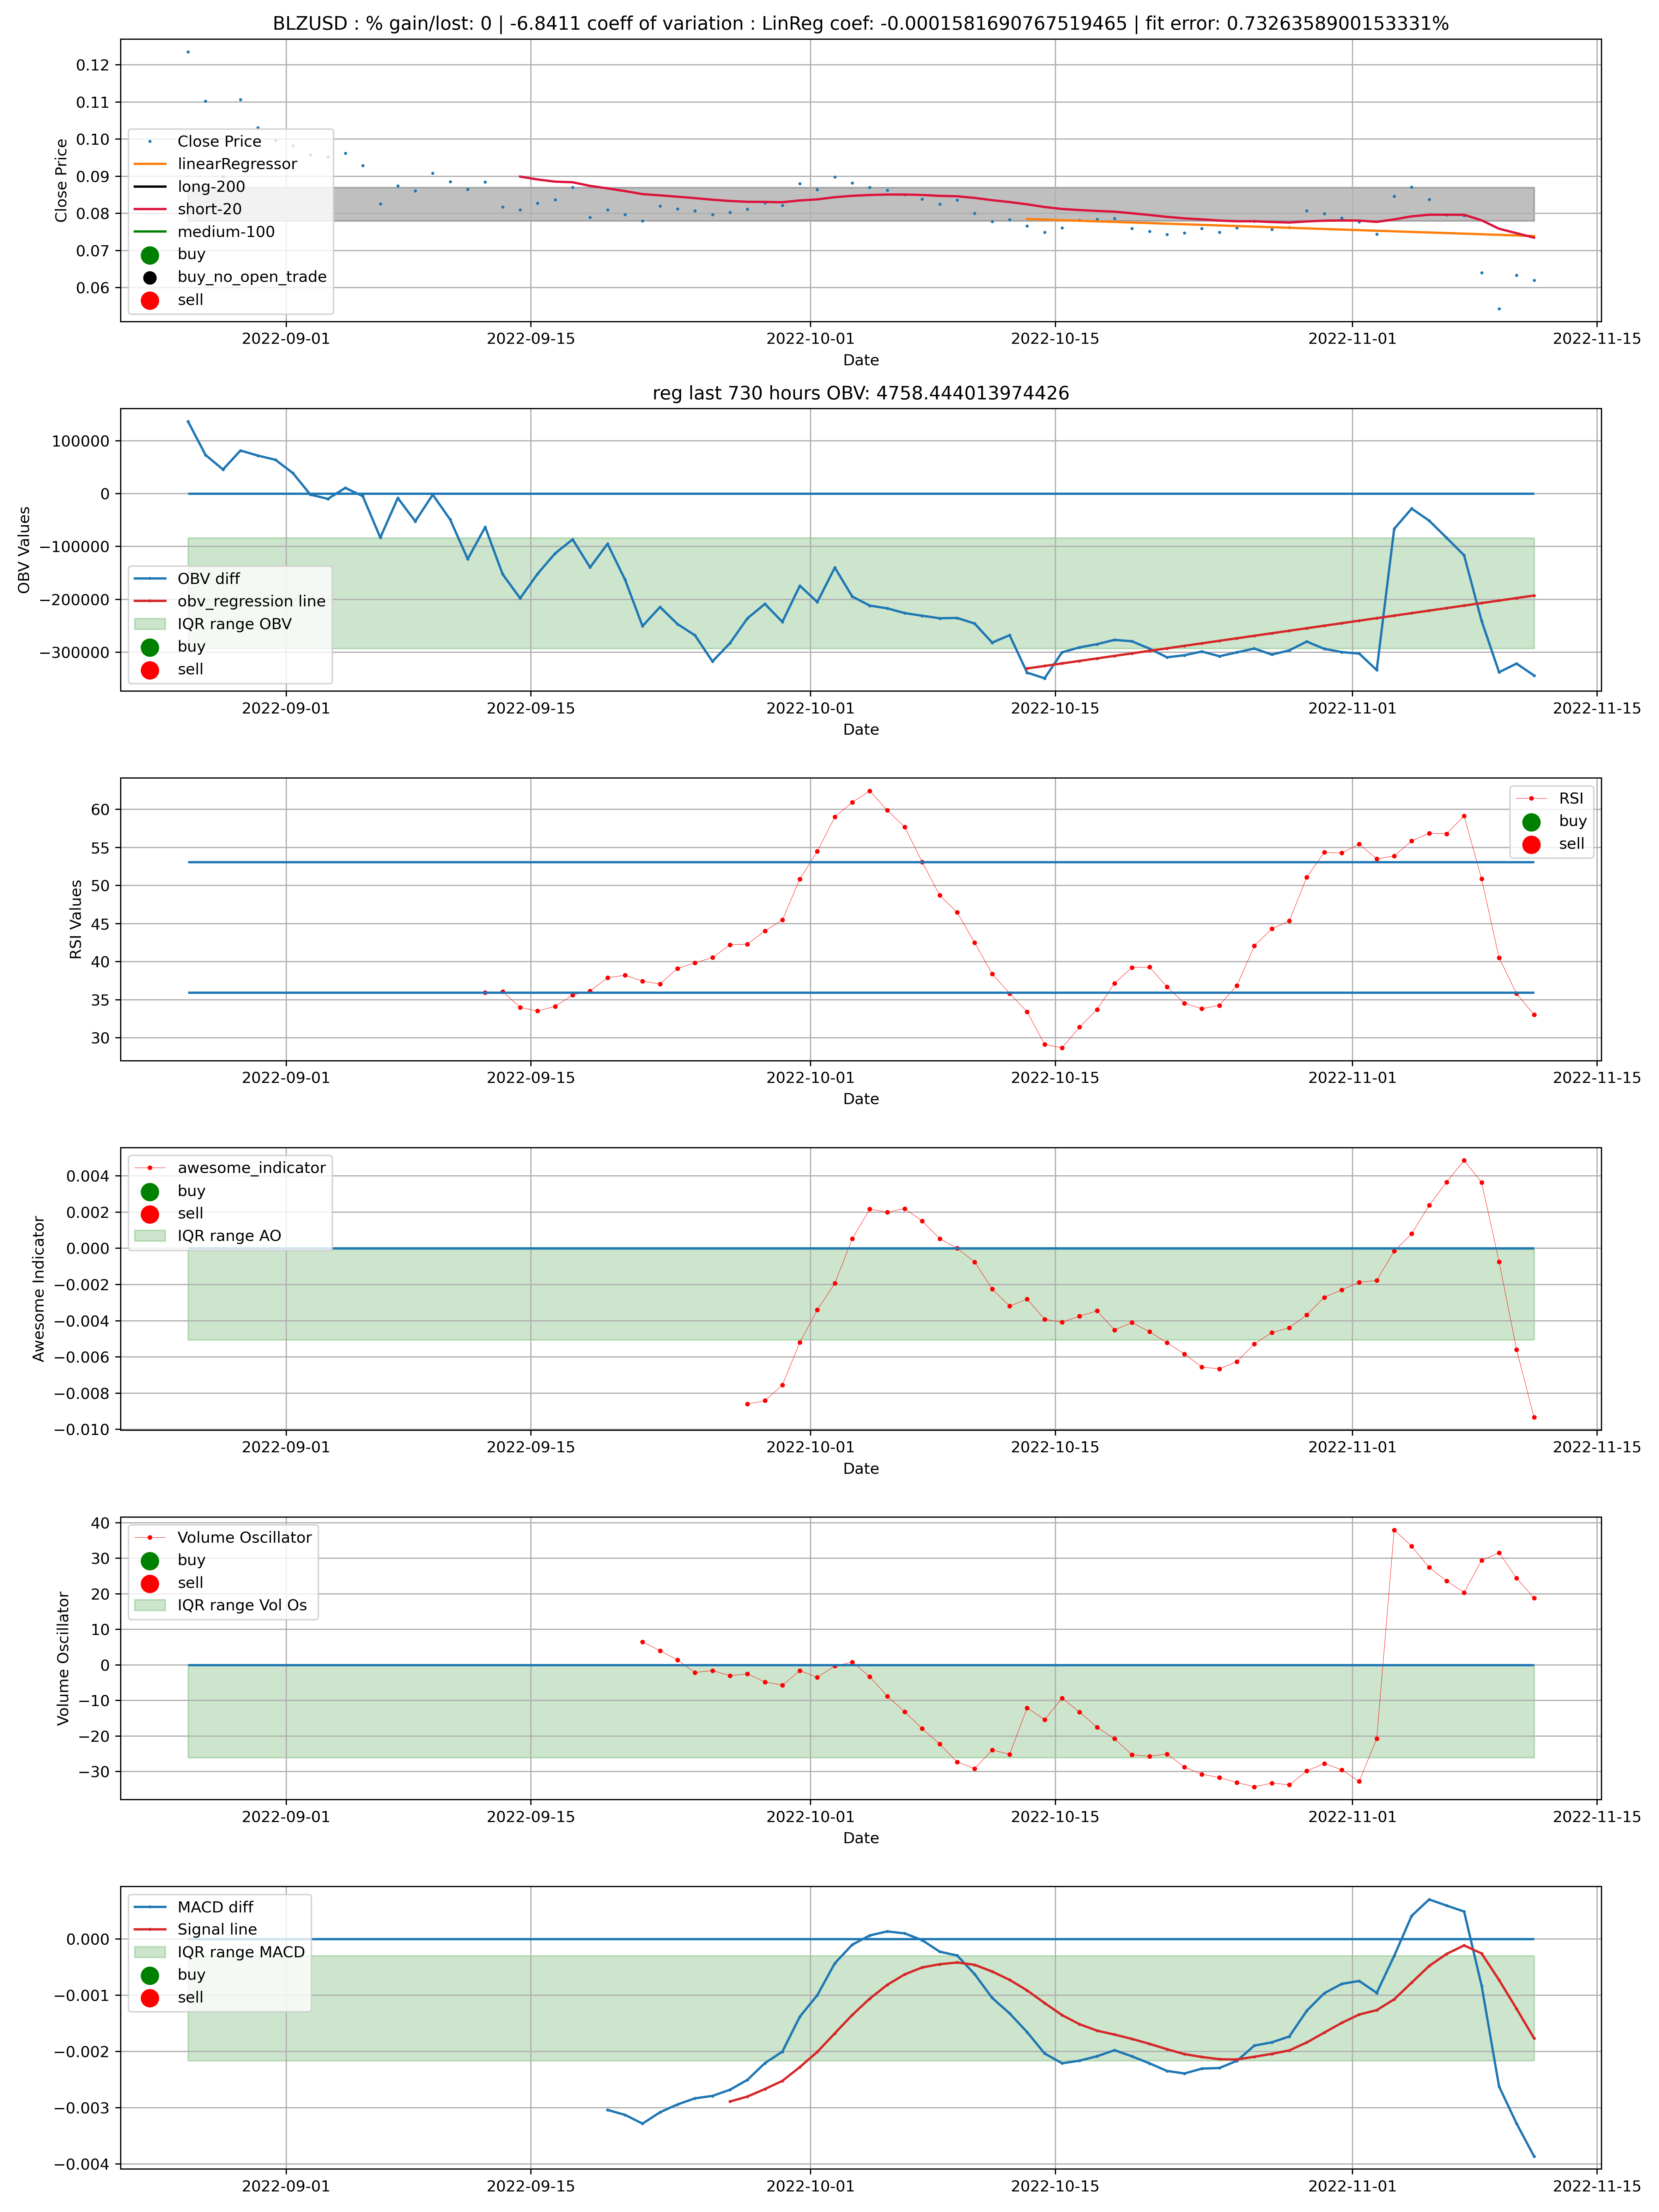 BLZUSD : % gain/lost: 0 | -6.8411 coeff of variation : LinReg coef: -0.0001581690767519465 | fit error: 0.7326358900153331%
Close Price
0.12
0.11
0.10
0.09
0.08
0.07
0.06
Close Price
linearRegressor
long-200
short-20
medium-100
buy
buy_no_open_trade
sell
2022-09-01 2022-09-15 2022-10-01 2022-10-15 2022-11-01 2022-11-15
Date
reg last 730 hours OBV: 4758.444013974426
OBV Values
100000
0
−100000
−200000
−300000
OBV diff
obv_regression line
IQR range OBV
buy
sell
2022-09-01 2022-09-15 2022-10-01 2022-10-15 2022-11-01 2022-11-15
Date
RSI Values
60
55
50
45
40
35
30
RSI
buy
sell
2022-09-01 2022-09-15 2022-10-01 2022-10-15 2022-11-01 2022-11-15
Date
Awesome Indicator
0.004
0.002
0.000
−0.002
−0.004
−0.006
−0.008
−0.010
awesome_indicator
buy
sell
IQR range AO
2022-09-01 2022-09-15 2022-10-01 2022-10-15 2022-11-01 2022-11-15
Date
Volume Oscillator
40
30
20
10
0
−10
−20
−30
Volume Oscillator
buy
sell
IQR range Vol Os
2022-09-01 2022-09-15 2022-10-01 2022-10-15 2022-11-01 2022-11-15
Date
0.000
−0.001
−0.002
−0.003
−0.004
MACD diff
Signal line
IQR range MACD
buy
sell
2022-09-01 2022-09-15 2022-10-01 2022-10-15 2022-11-01 2022-11-15